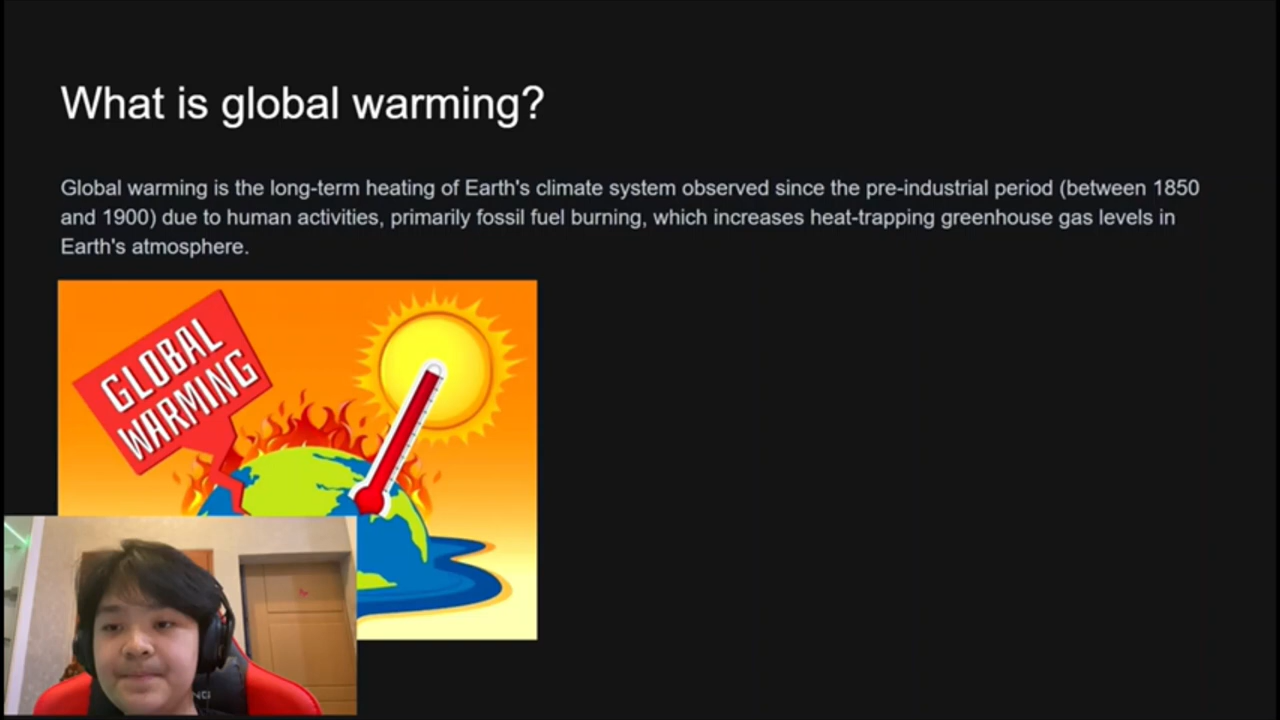 What is global warming?
Global warming is the long-term heating of Earth's climate system observed since the pre-industrial period (between 1850
and 1900) due to human activities, primarily fossil fuel burning, which increases heat-trapping greenhouse gas levels in
Earth's atmosphere.
GLOBAL
WARMING